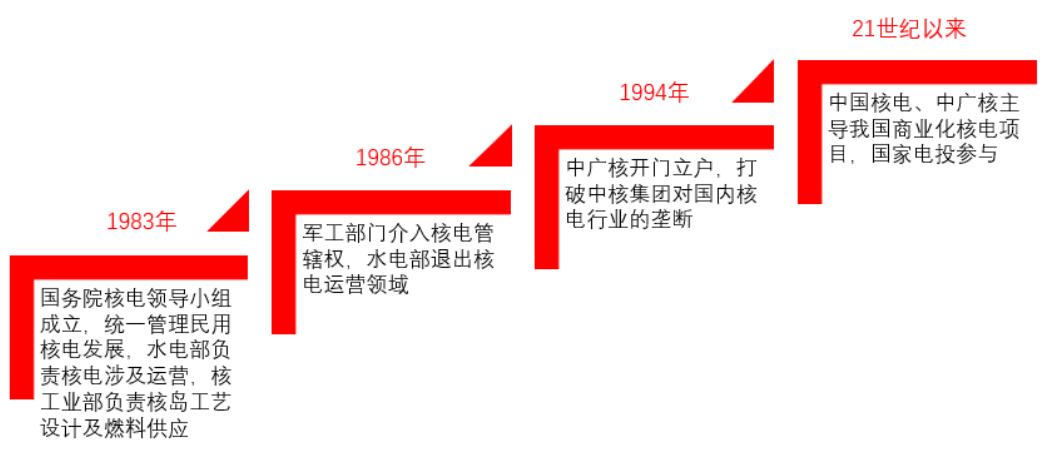 1983年
国务院核电领导小组
成立，统一管理民用
核电发展，水电部负
责核电涉及运营，核
工业部负责核岛工艺
设计及燃料供应
1986年
军工部门介入核电管
辖权，水电部退出核
电运营领域
1994年
中广核开门立户，打
破中核集团对国内核
电行业的垄断
21世纪以来
中国核电、中广核主
导我国商业化核电项
目，国家电投参与